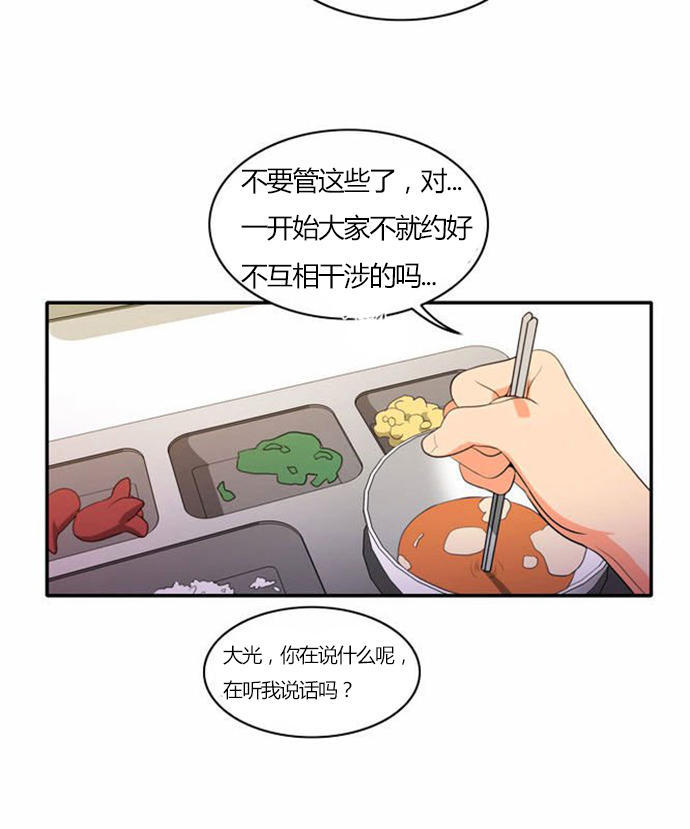 不要管这些了，对...
一开始大家不就约好
不互相干涉的吗...
大光，你在说什么呢，
在听我说话吗？